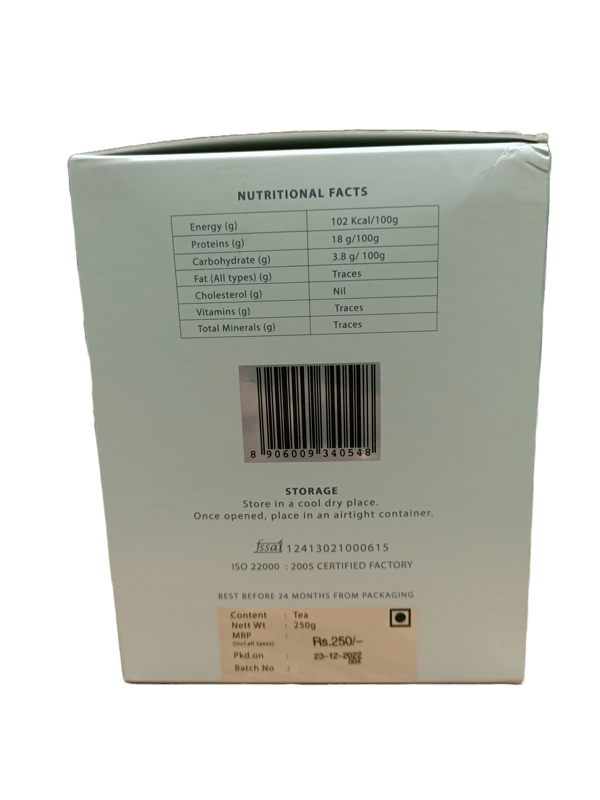 NUTRITIONAL FACTS
Energy (g) 102 Kcal/100g
Proteins (g) 18 g/100g
Carbohydrate (g) 3.8 g/ 100g
Fat (All types) (g) Traces
Cholesterol (g) Nil
Vitamins (g) Traces
Total Minerals (g) Traces
8 906009 340548
STORAGE
Store in a cool dry place.
Once opened, place in an airtight container.
fssai 12413021000615
ISO 22000 : 2005 CERTIFIED FACTORY
BEST BEFORE 24 MONTHS FROM PACKAGING
Content : Tea
Nett Wt : 250g
MRP
(incl.all taxes) Rs.250/-
Pkd.on : 23-12-2022
Batch No : 004